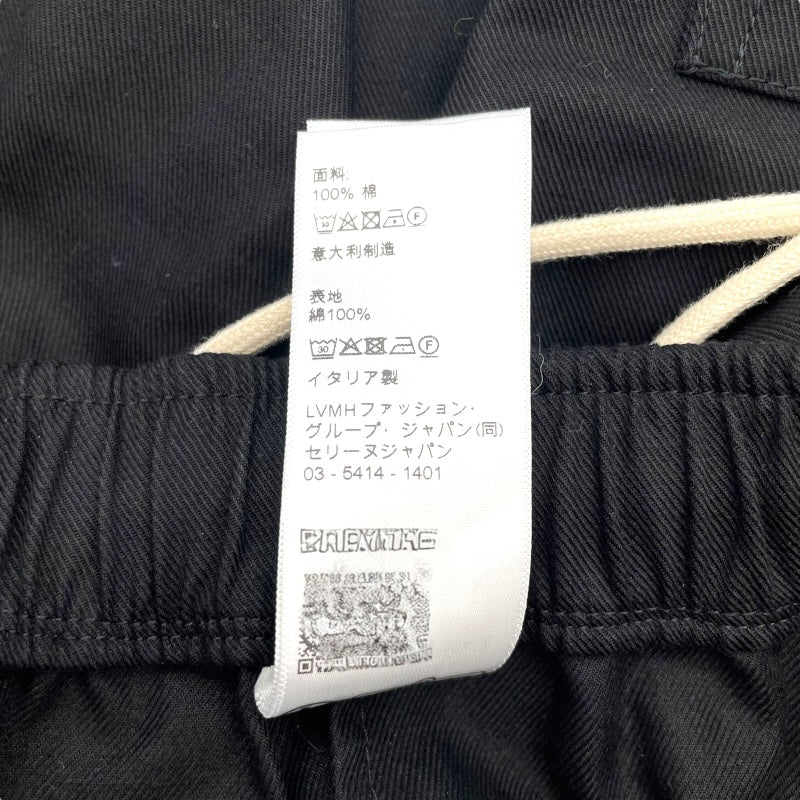 面料:
100% 棉
30 F
意大利制造
表地
綿100%
30 F
イタリア製
LVMHファッション・
グループ・ジャパン(同)
セリーヌジャパン
03 - 5414 - 1401